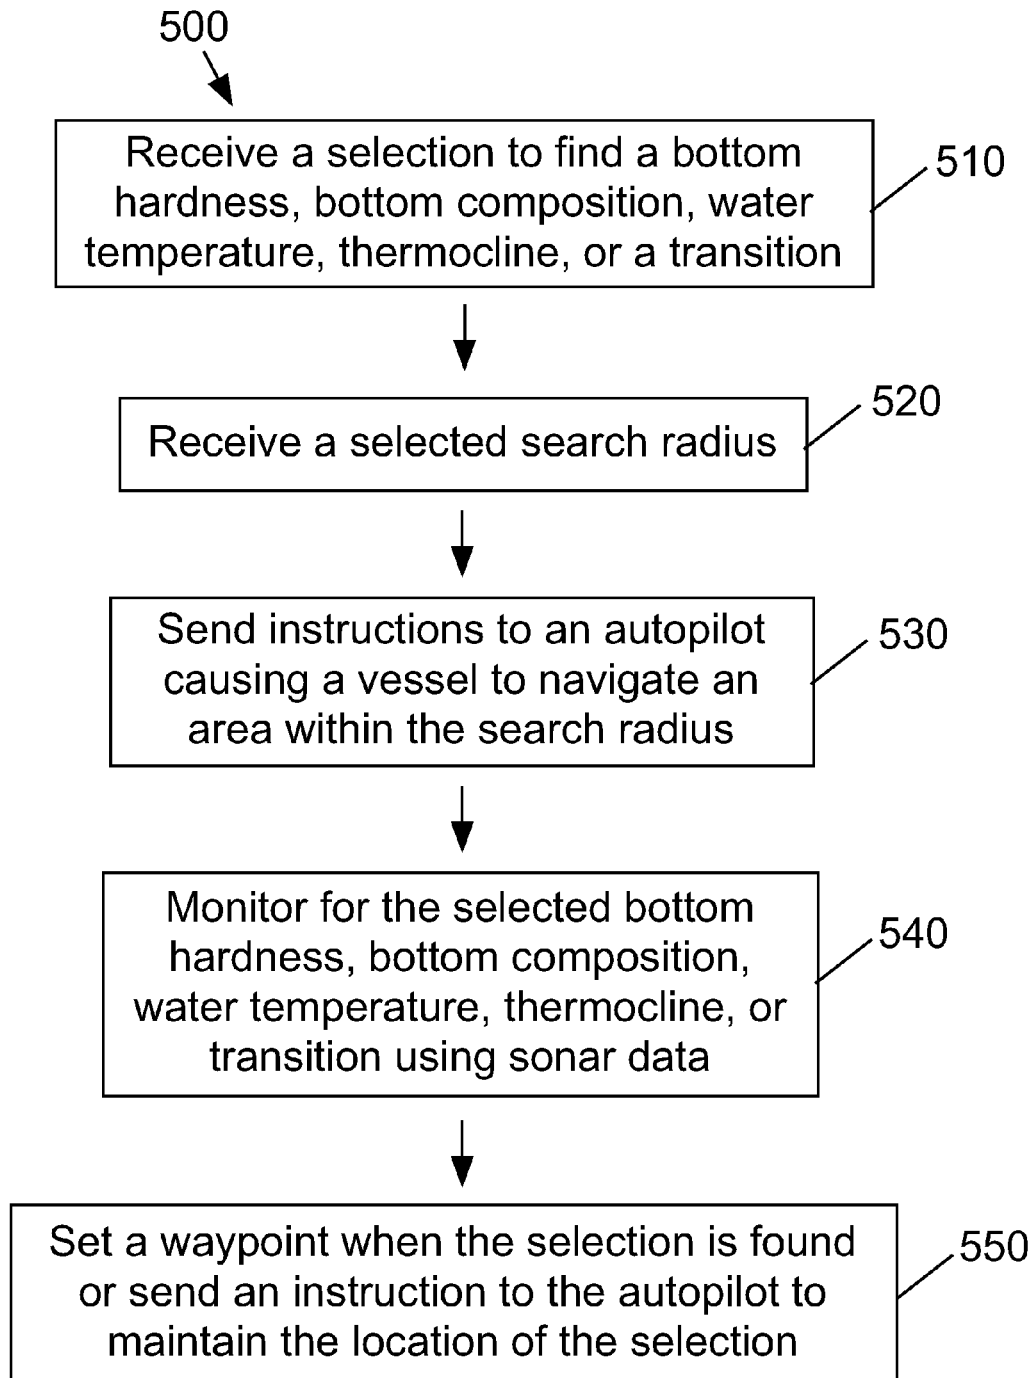 500
Receive a selection to find a bottom
hardness, bottom composition, water
temperature, thermocline, or a transition
510
Receive a selected search radius
520
Send instructions to an autopilot
causing a vessel to navigate an
area within the search radius
530
Monitor for the selected bottom
hardness, bottom composition,
water temperature, thermocline, or
transition using sonar data
540
Set a waypoint when the selection is found
or send an instruction to the autopilot to
maintain the location of the selection
550